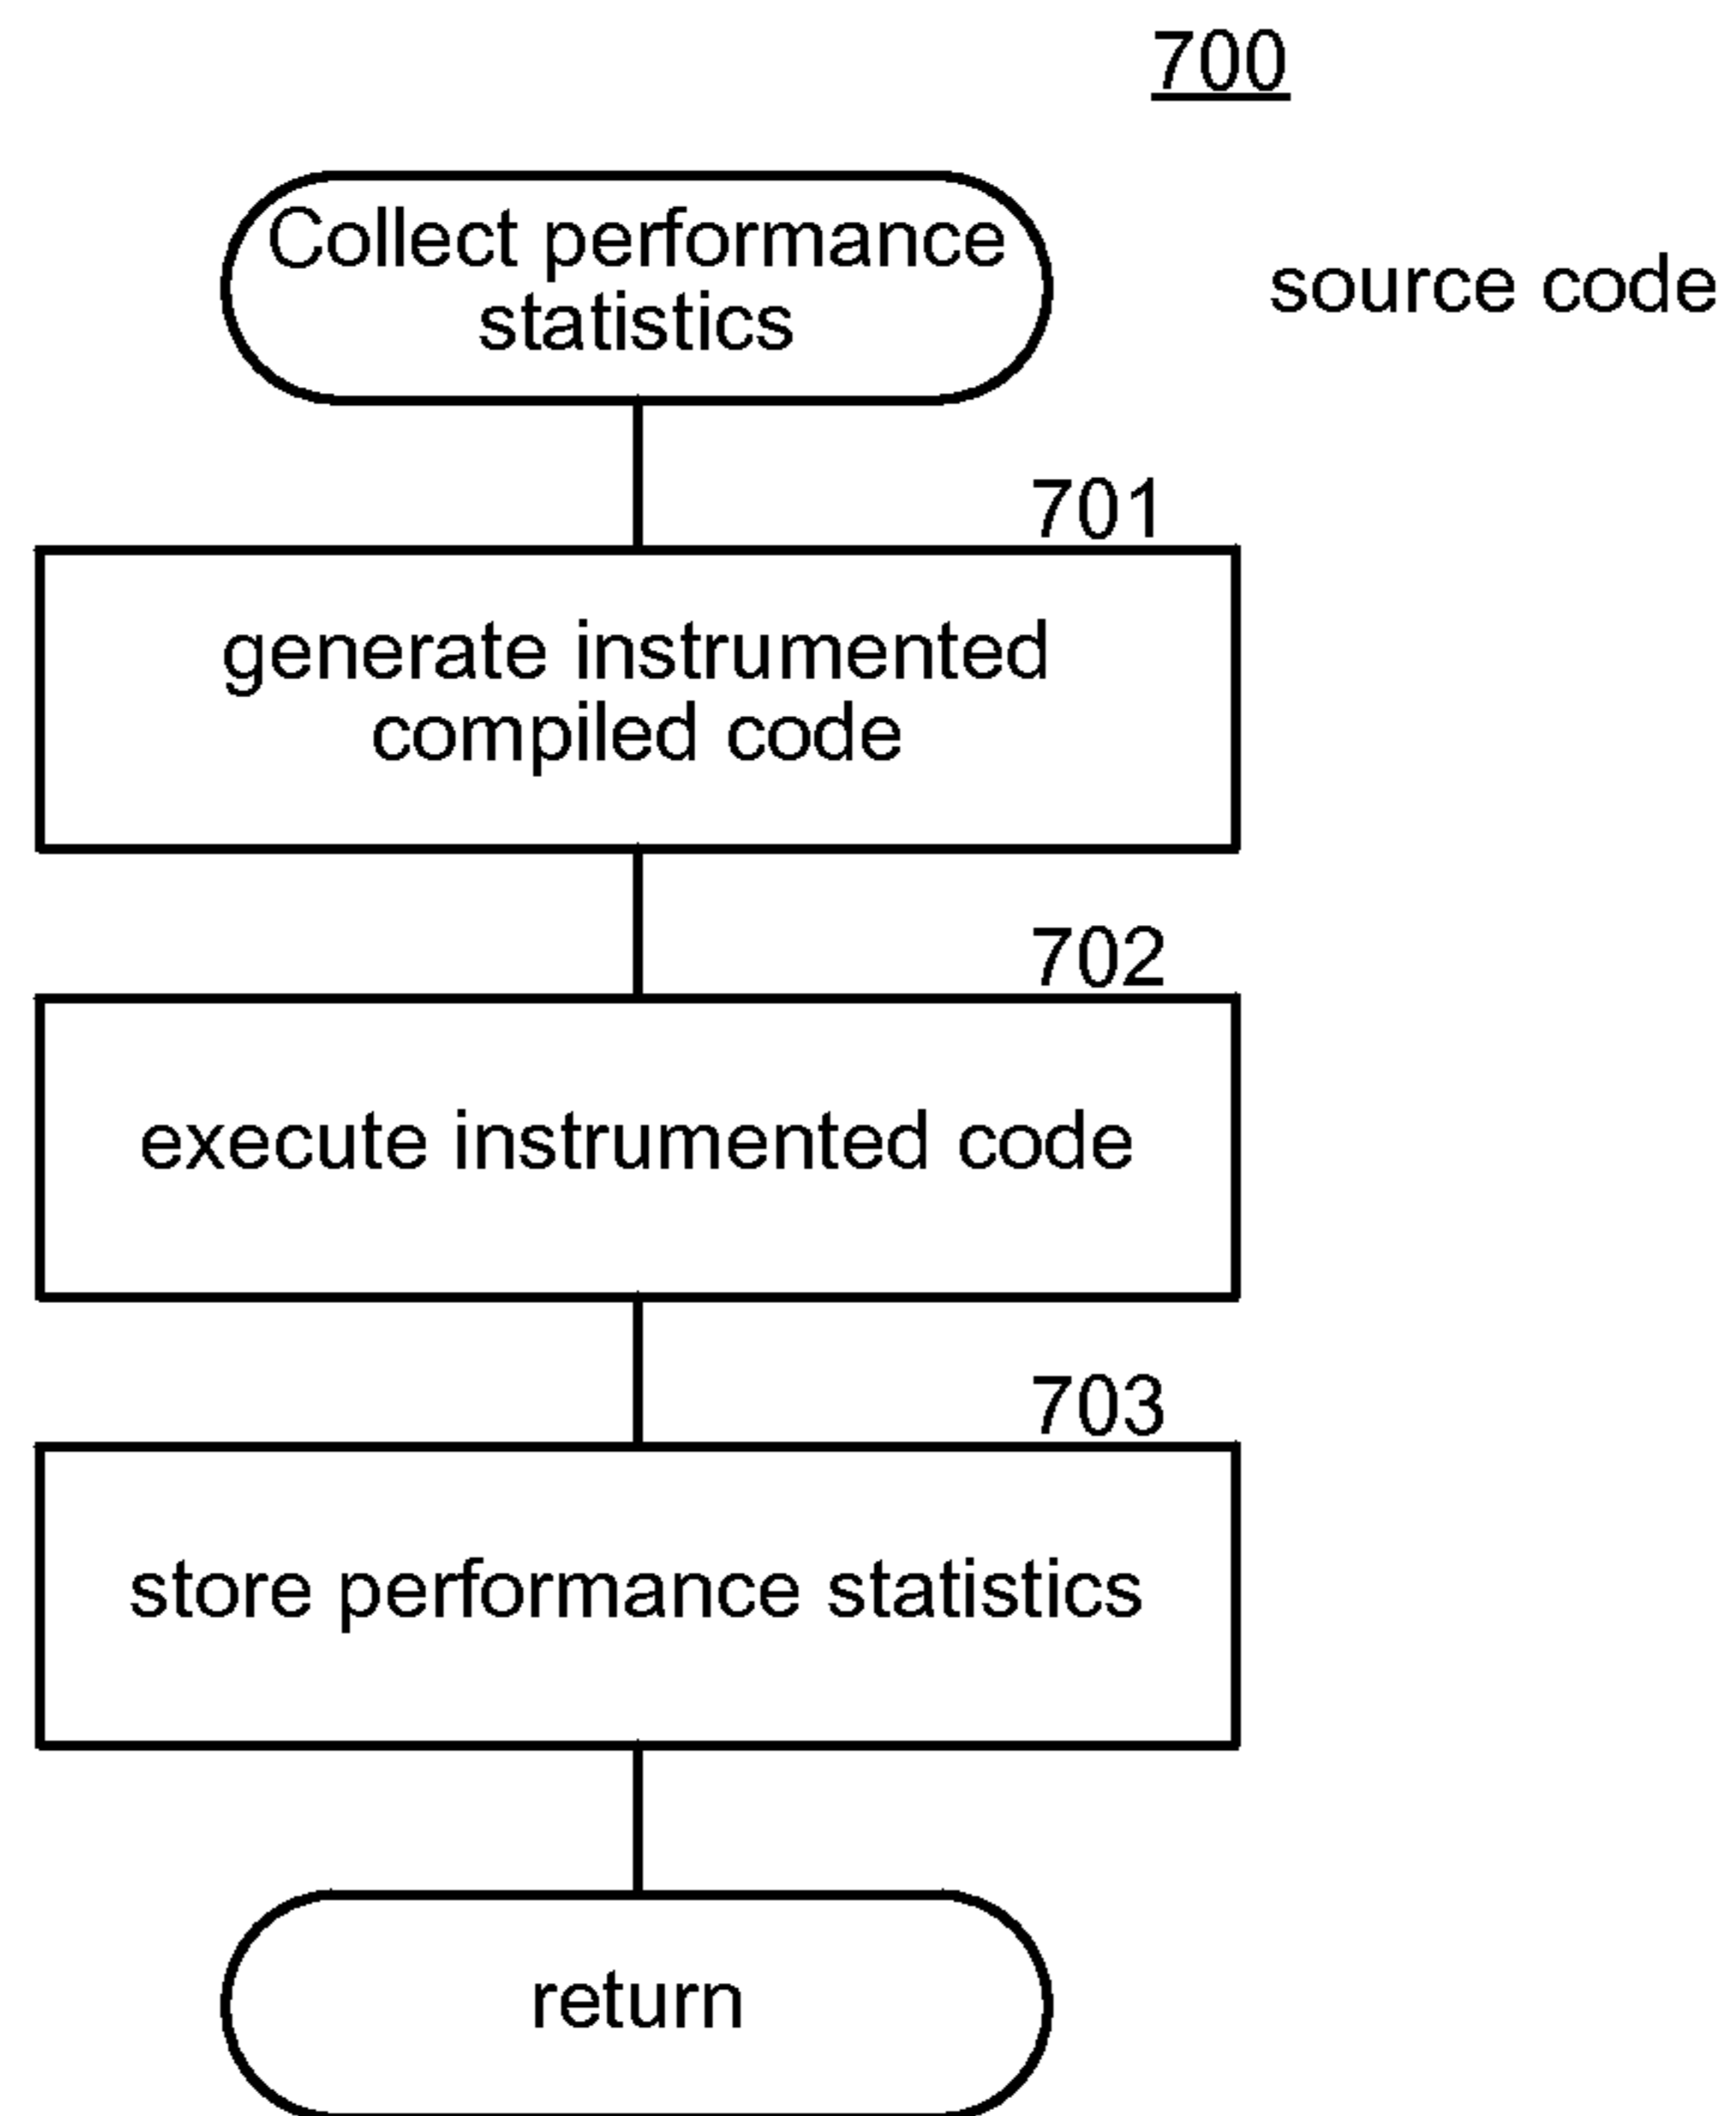 700
Collect performance
statistics
source code
701
generate instrumented
compiled code
702
execute instrumented code
703
store performance statistics
return